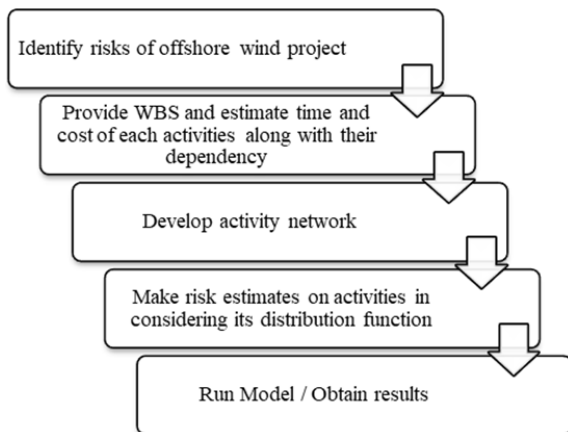 Identify risks of offshore wind project
Provide WBS and estimate time and
cost of each activities along with their
dependency
Develop activity network
Make risk estimates on activities in
considering its distribution function
Run Model / Obtain results